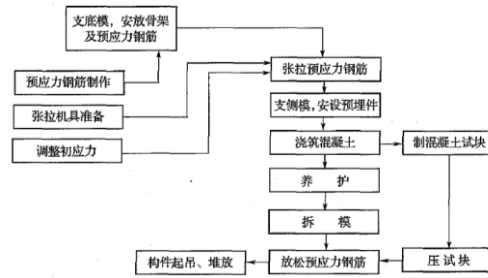 支底模，安放骨架
及预应力钢筋
预应力钢筋制作
张拉预应力钢筋
支侧模，安设预埋件
张拉机具准备
调整初应力
浇筑混凝土
制混凝土试块
养 护
拆 模
构件起吊、堆放
放松预应力钢筋
压 试 块